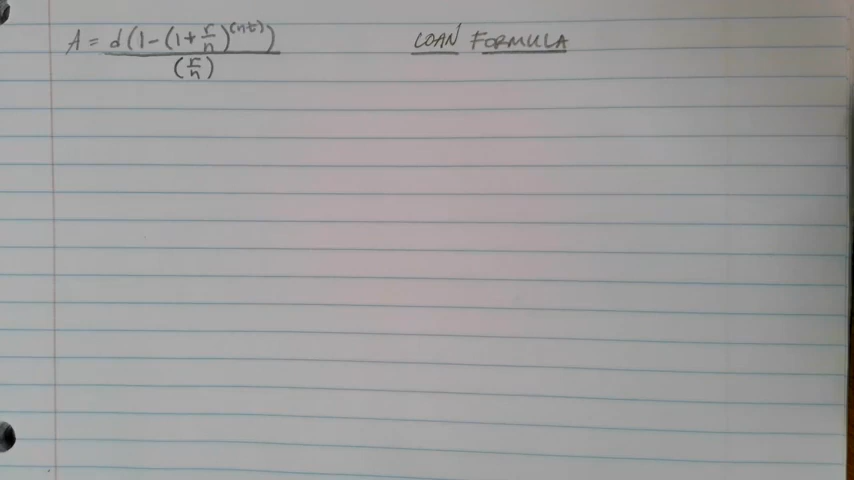 A = d(1-(1+r/n)^(nt))/(r/n)
LOAN FORMULA